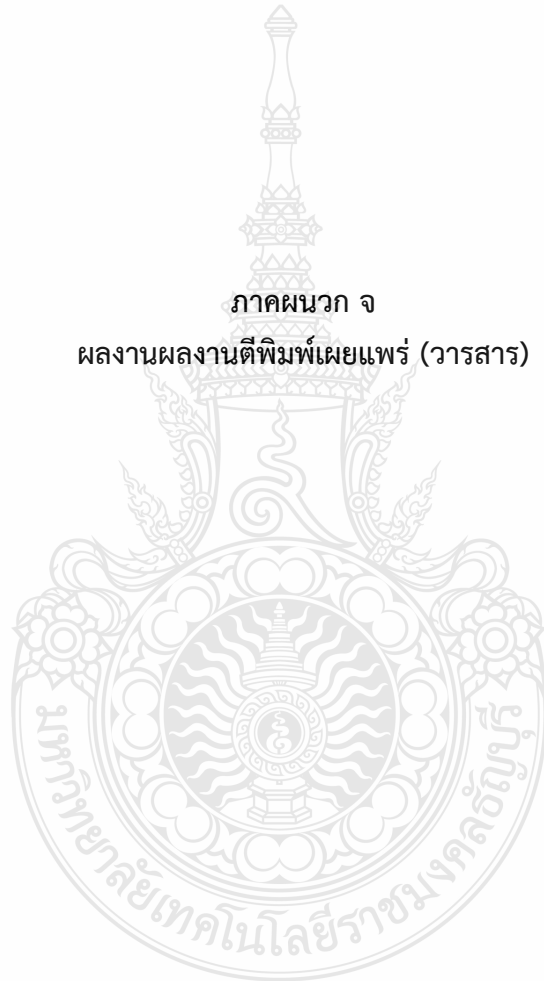 ภาคผนวก จ
ผลงานผลงานตีพิมพ์เผยแพร่ (วารสาร)
มหาวิทยาลัยเทคโนโลยีราชมงคลธัญบุรี